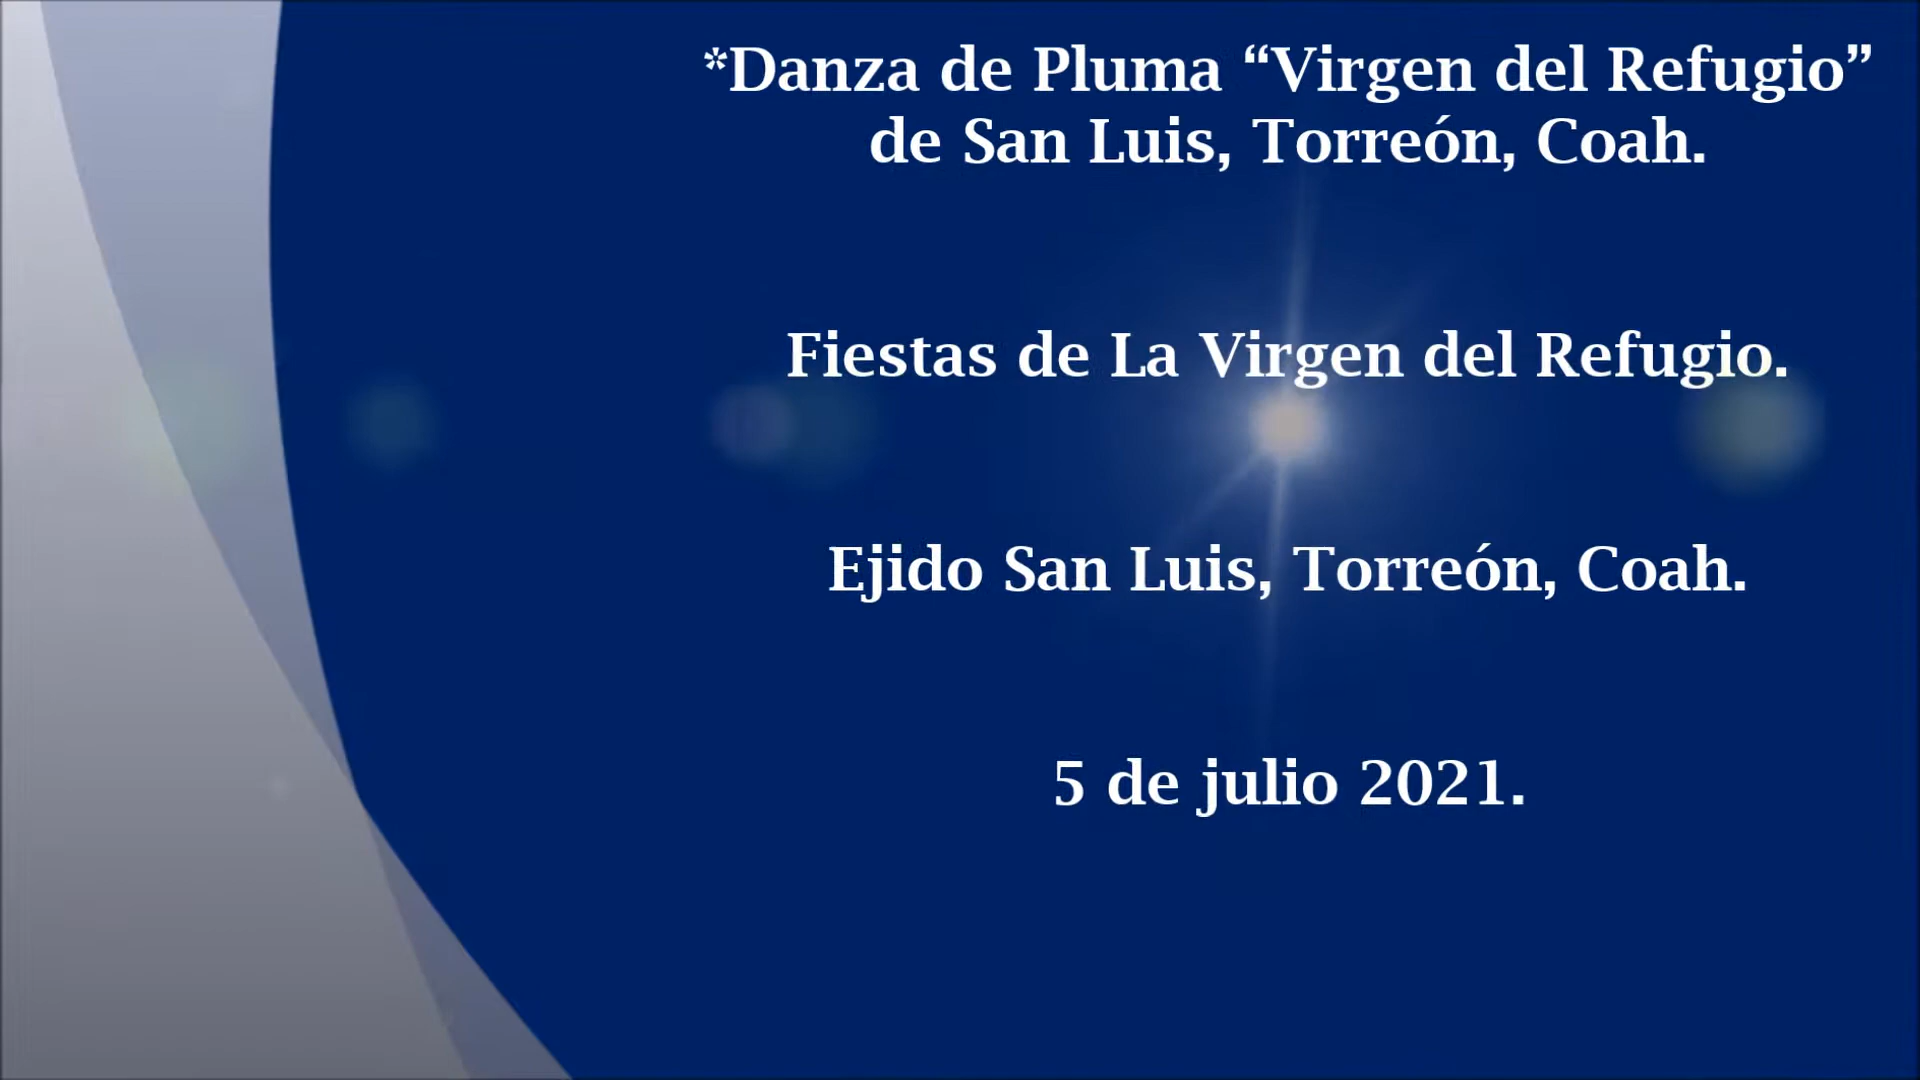 *Danza de Pluma “Virgen del Refugio”
de San Luis, Torreón, Coah.
Fiestas de La Virgen del Refugio.
Ejido San Luis, Torreón, Coah.
5 de julio 2021.